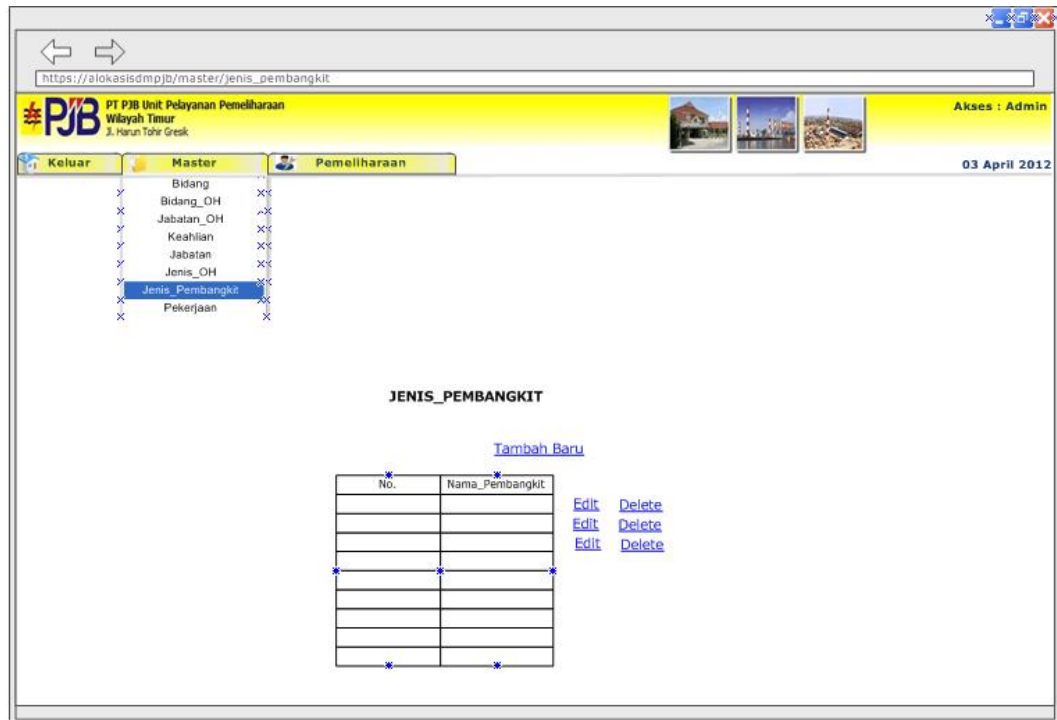 https://alokasisdmpjb/master/jenis_pembangkit
PJB
PT PJB Unit Pelayanan Pemeliharaan
Wilayah Timur
Jl. Harun Tohir Gresik
Akses : Admin
Keluar
Master
Pemeliharaan
03 April 2012
Bidang
Bidang_OH
Jabatan_OH
Keahlian
Jabatan
Jenis_OH
Jenis_Pembangkit
Pekerjaan
JENIS_PEMBANGKIT
Tambah Baru
No. Nama_Pembangkit
Edit Delete
Edit Delete
Edit Delete